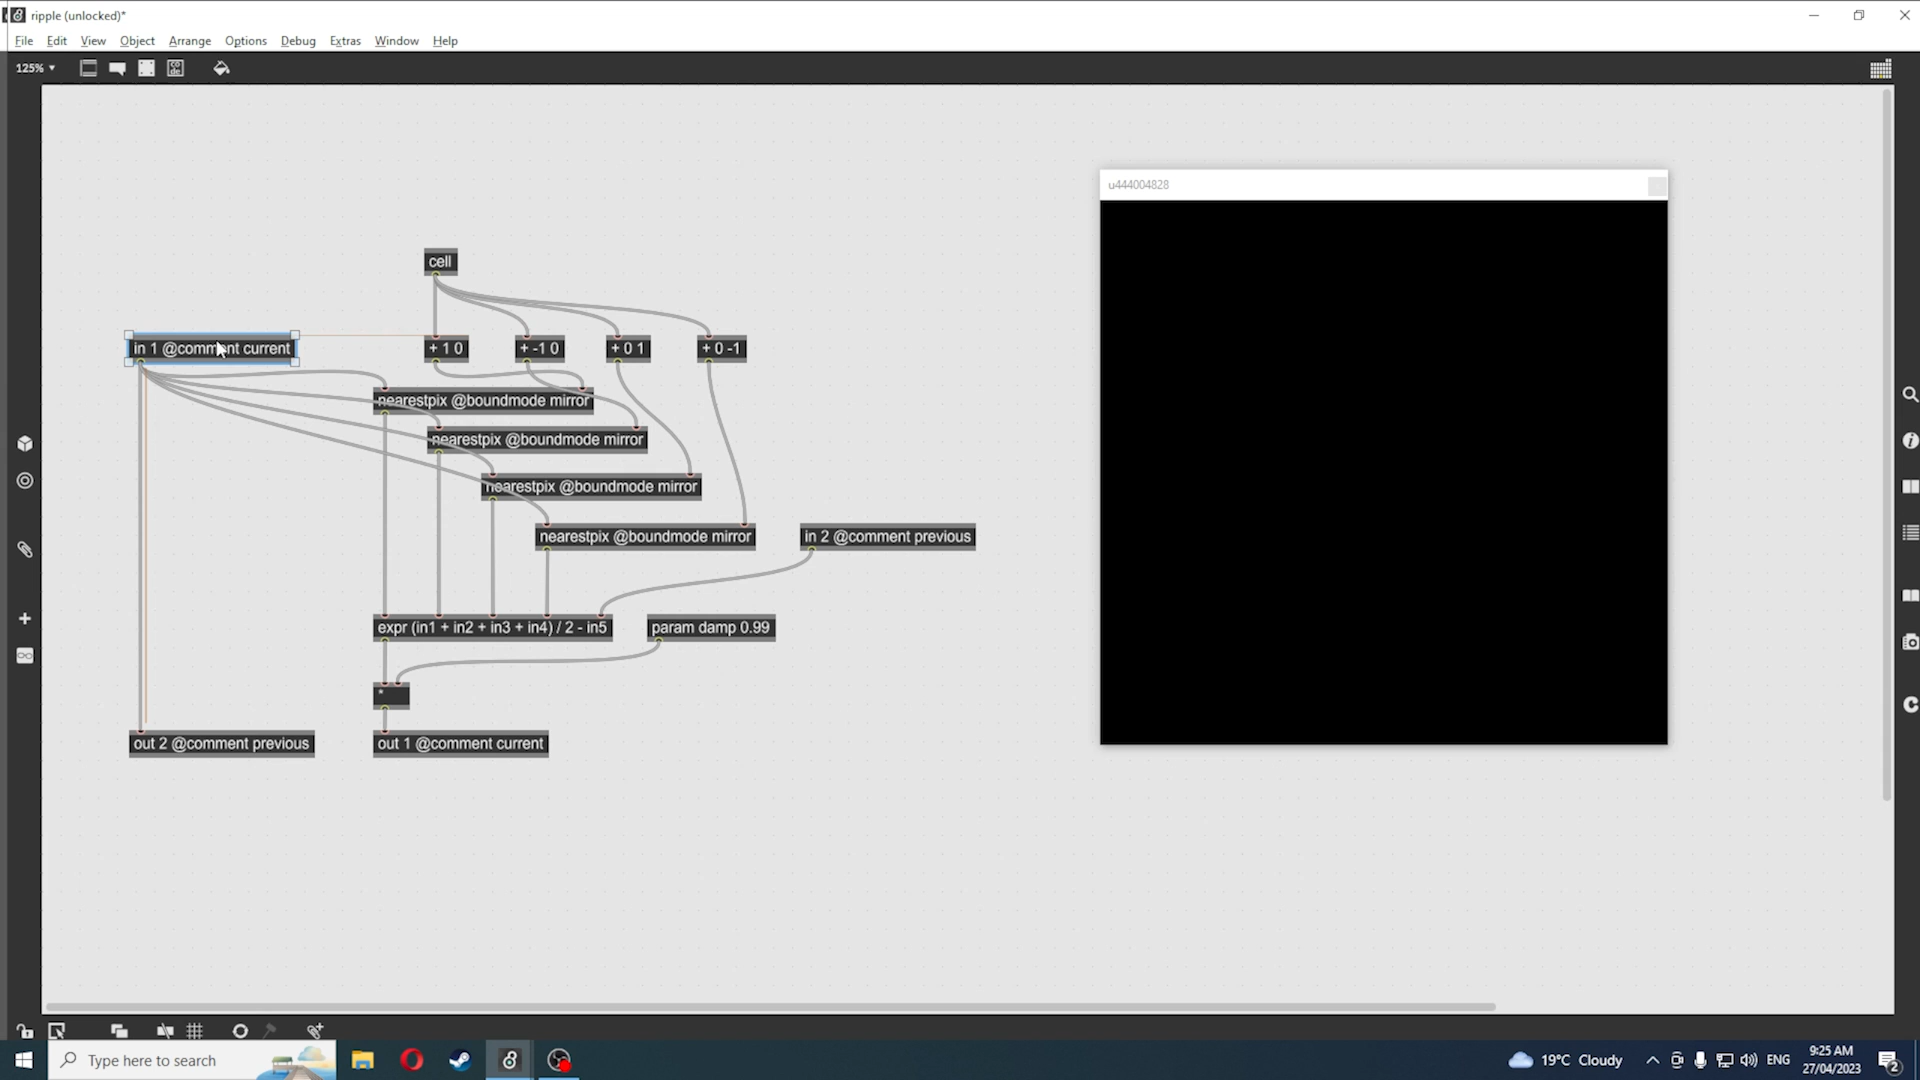 ripple (unlocked)*
File Edit View Object Arrange Options Debug Extras Window Help
125%
code
u444004828
cell
in 1 @comment current
+ 1 0
+ -1 0
+ 0 1
+ 0 -1
nearestpix @boundmode mirror
nearestpix @boundmode mirror
nearestpix @boundmode mirror
nearestpix @boundmode mirror
in 2 @comment previous
expr (in1 + in2 + in3 + in4) / 2 - in5
param damp 0.99
*
out 2 @comment previous
out 1 @comment current
Type here to search
19°C Cloudy
ENG
9:25 AM
27/04/2023
2